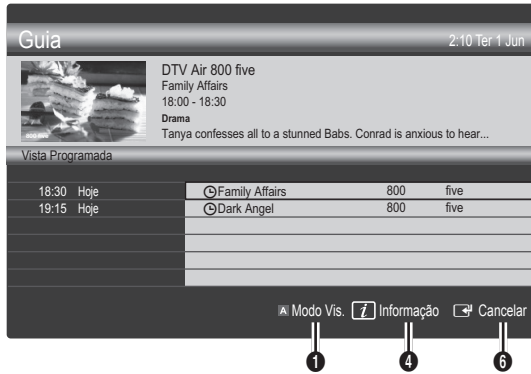 Guia 2:10 Ter 1 Jun
DTV Air 800 five
Family Affairs
18:00 - 18:30
Drama
Tanya confesses all to a stunned Babs. Conrad is anxious to hear...
Vista Programada
18:30 Hoje Family Affairs 800 five
19:15 Hoje Dark Angel 800 five
A Modo Vis. i Informação Cancelar
1 4 6